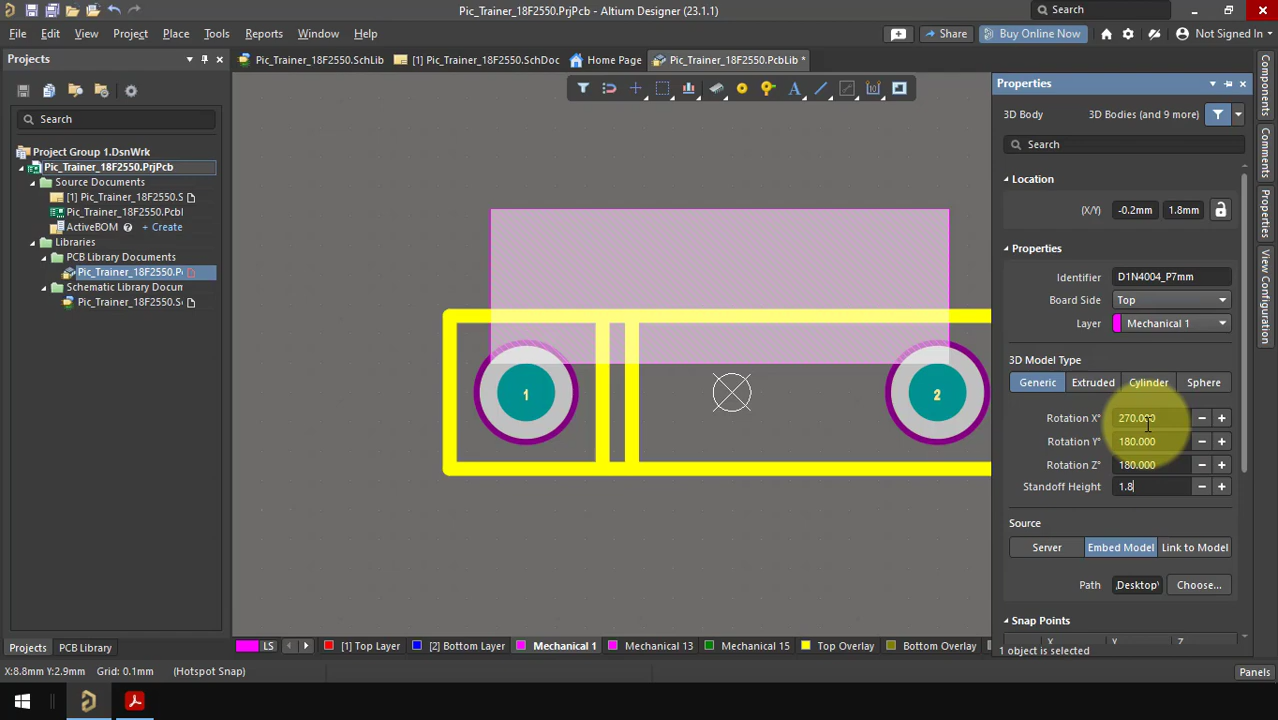 Pic_Trainer_18F2550.PrjPcb - Altium Designer (23.1.1)
Search
File Edit View Project Place Tools Reports Window Help
Share
Buy Online Now
Not Signed In
Projects
Pic_Trainer_18F2550.SchLib
[1] Pic_Trainer_18F2550.SchDoc
Home Page
Pic_Trainer_18F2550.PcbLib *
Search
Project Group 1.DsnWrk
Pic_Trainer_18F2550.PrjPcb
Source Documents
[1] Pic_Trainer_18F2550.S
Pic_Trainer_18F2550.PcbI
ActiveBOM
+ Create
Libraries
PCB Library Documents
Pic_Trainer_18F2550.P
Schematic Library Docum
Pic_Trainer_18F2550.Sc
1
2
Properties
3D Body
3D Bodies (and 9 more)
Search
Location
(X/Y)
-0.2mm
1.8mm
Properties
Identifier
D1N4004_P7mm
Board Side
Top
Layer
Mechanical 1
3D Model Type
Generic
Extruded
Cylinder
Sphere
Rotation X°
270.000
Rotation Y°
180.000
Rotation Z°
180.000
Standoff Height
1.8
Source
Server
Embed Model
Link to Model
Path
Desktop\
Choose...
Snap Points
X
Y
Z
1 object is selected
Components
Comments
Properties
View Configuration
Projects
PCB Library
LS
[1] Top Layer
[2] Bottom Layer
Mechanical 1
Mechanical 13
Mechanical 15
Top Overlay
Bottom Overlay
X:8.8mm Y:2.9mm Grid: 0.1mm
(Hotspot Snap)
Panels